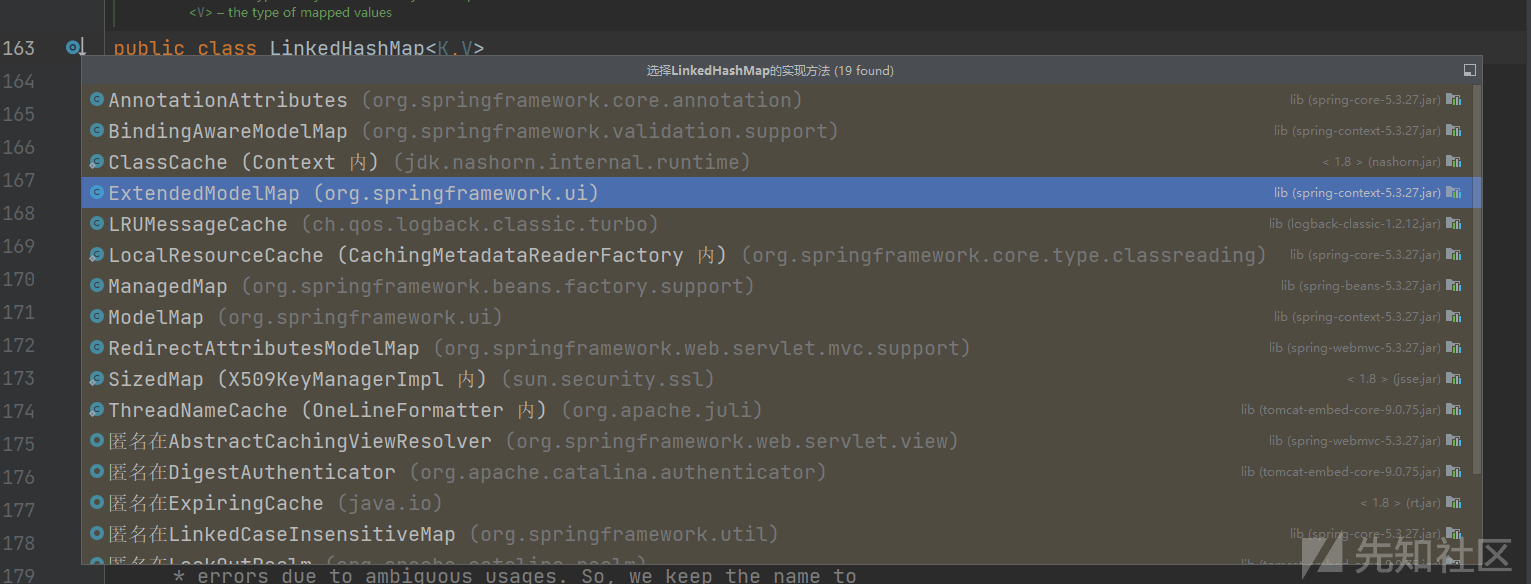 <V> – the type of mapped values
163 public class LinkedHashMap<K,V>
选择LinkedHashMap的实现方法 (19 found)
164
AnnotationAttributes (org.springframework.core.annotation) lib (spring-core-5.3.27.jar)
165
BindingAwareModelMap (org.springframework.validation.support) lib (spring-context-5.3.27.jar)
166
ClassCache (Context 内) (jdk.nashorn.internal.runtime) < 1.8 > (nashorn.jar)
167
ExtendedModelMap (org.springframework.ui) lib (spring-context-5.3.27.jar)
168
LRUMessageCache (ch.qos.logback.classic.turbo) lib (logback-classic-1.2.12.jar)
169
LocalResourceCache (CachingMetadataReaderFactory 内) (org.springframework.core.type.classreading) lib (spring-core-5.3.27.jar)
170
ManagedMap (org.springframework.beans.factory.support) lib (spring-beans-5.3.27.jar)
171
ModelMap (org.springframework.ui) lib (spring-context-5.3.27.jar)
172
RedirectAttributesModelMap (org.springframework.web.servlet.mvc.support) lib (spring-webmvc-5.3.27.jar)
173
SizedMap (X509KeyManagerImpl 内) (sun.security.ssl) < 1.8 > (jsse.jar)
174
ThreadNameCache (OneLineFormatter 内) (org.apache.juli) lib (tomcat-embed-core-9.0.75.jar)
175
匿名在AbstractCachingViewResolver (org.springframework.web.servlet.view) lib (spring-webmvc-5.3.27.jar)
176
匿名在DigestAuthenticator (org.apache.catalina.authenticator) lib (tomcat-embed-core-9.0.75.jar)
177
匿名在ExpiringCache (java.io) < 1.8 > (rt.jar)
178
匿名在LinkedCaseInsensitiveMap (org.springframework.util) lib (spring-core-5.3.27.jar)
匿名在LockOutRealm (org.apache.catalina.realm) lib (tomcat-embed-core-9.0.75.jar)
179 * errors due to ambiguous usages. So, we keep the name to
先知社区